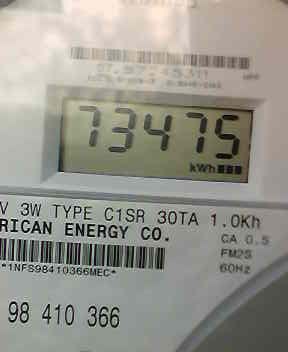 73475
kWh
V 3W TYPE C1SR 30TA 1.0Kh
RICAN ENERGY CO.
CA 0.5
FM2S
60Hz
*1NFS98410366MEC*
98 410 366